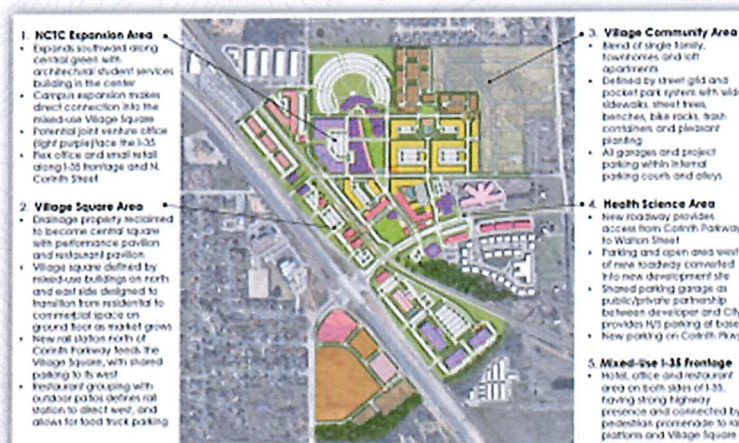 1. NCTC Expansion Area
• Expands southward along
central green with
architectural student services
building in the center
• Campus expansion makes
direct connection into the
mixed-use Village Square
• Potential joint venture office
(light purple) face the I-35
• Flex office and small retail
along I-35 frontage and N.
Corinth Street
2. Village Square Area
• Drainage property reclaimed
to become central square
with performance pavilion
and restaurant pavilion
• Village square defined by
mixed-use buildings on north
and east side designed to
transition from residential to
commercial space on
ground floor as market grows
• New rail station north of
Corinth Parkway feeds the
Village Square, with shared
parking to its west
• Restaurant grouping with
outdoor patios defines rail
station to direct west, and
allows for food truck parking
3. Village Community Area
• Blend of single family,
townhomes and loft
apartments
• Defined by street grid and
pocket park system with wide
sidewalks, street trees,
benches, bike racks, trash
containers and pleasant
planting
• All garages and project
parking within internal
parking courts and alleys
4. Health Science Area
• New roadway provides
access from Corinth Parkway
to Walton Street
• Parking and open area west
of new roadway converted
into new development site
• Shared parking garage as
public/private partnership
between developer and City
provides H/S parking at base
• New parking on Corinth Pkwy
5. Mixed-Use I-35 Frontage
• Hotel, office and restaurant
area on both sides of I-35,
having strong highway
presence and connected by
pedestrian promenade to rail
platform and Village Square